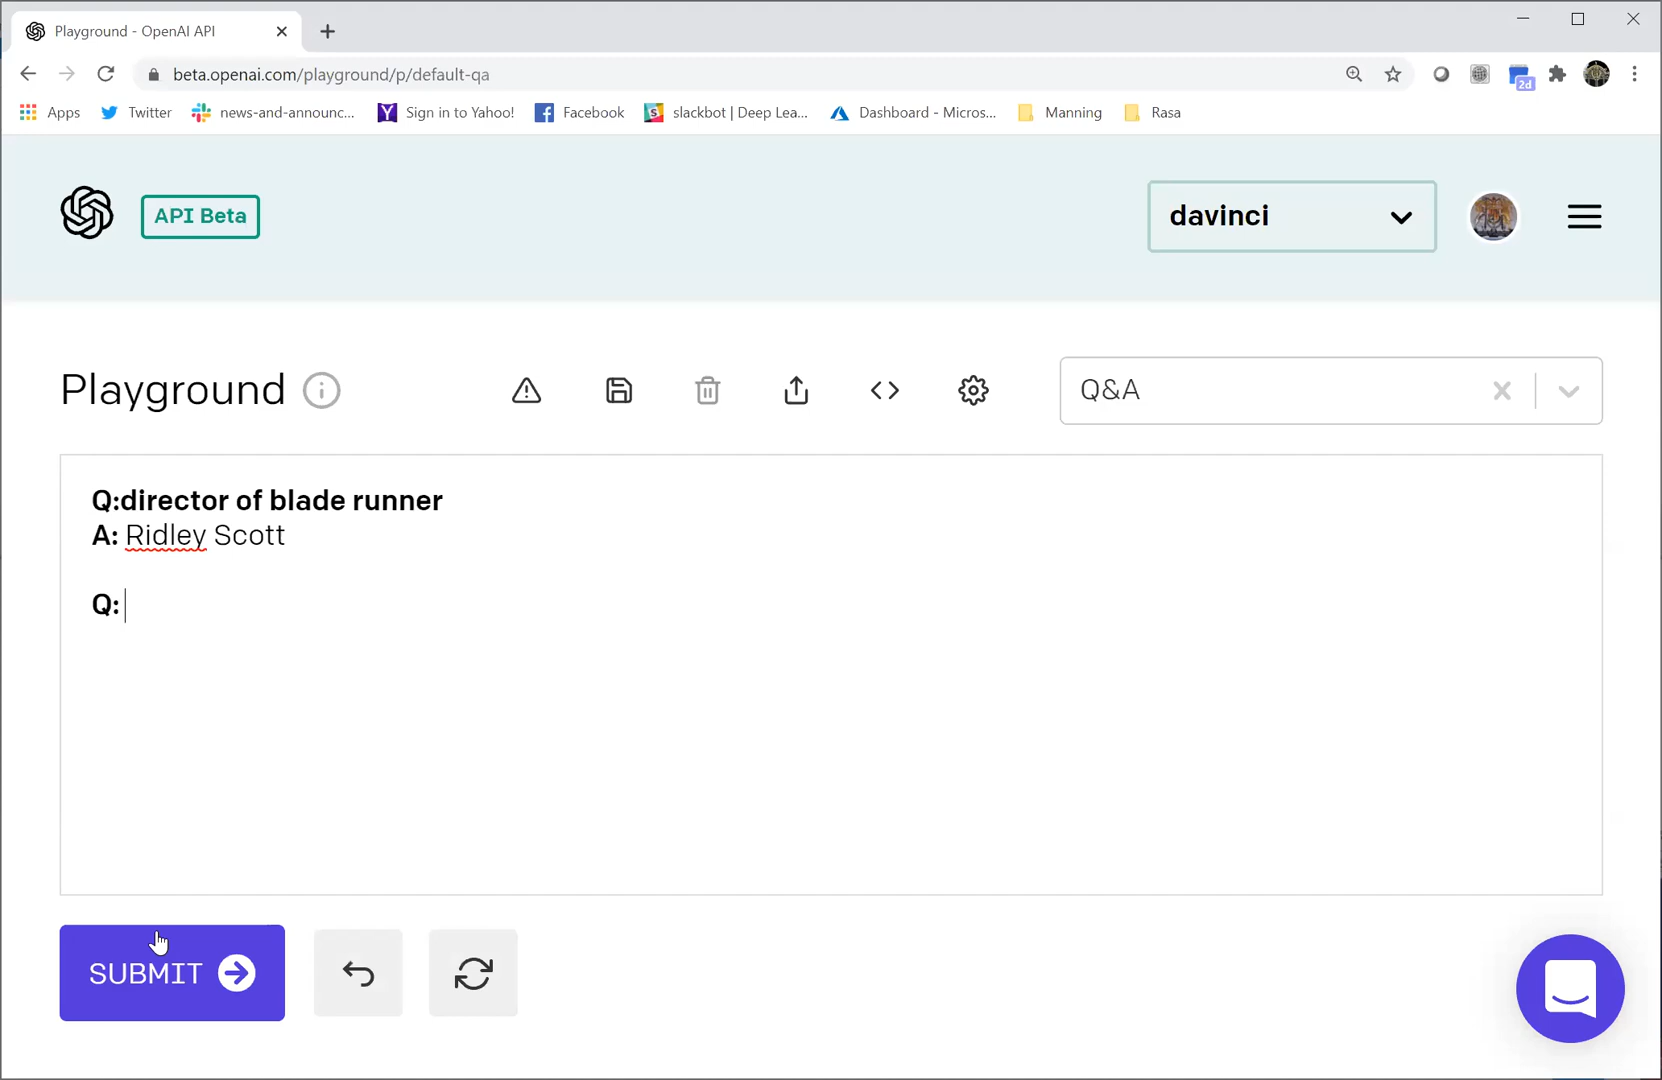 Playground - OpenAI API
beta.openai.com/playground/p/default-qa
2d
Apps Twitter news-and-announc... Sign in to Yahoo! Facebook slackbot | Deep Lea... Dashboard - Micros... Manning Rasa
API Beta
davinci
Playground
Q&A
Q:director of blade runner
A: Ridley Scott
Q:
SUBMIT